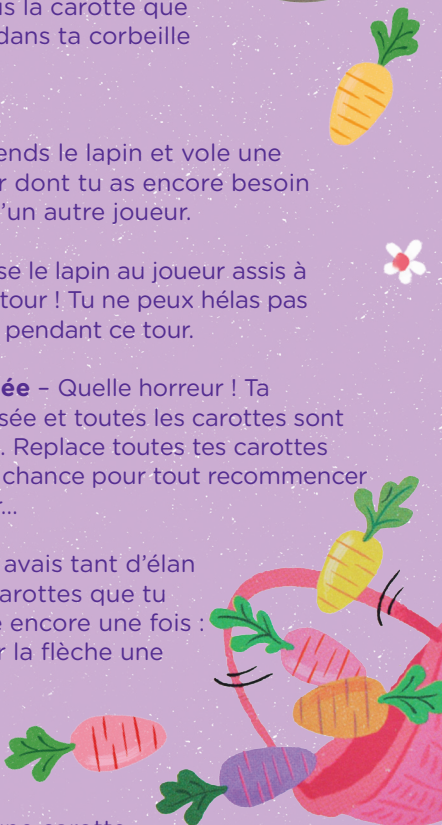 s la carotte que
dans ta corbeille
ends le lapin et vole une
r dont tu as encore besoin
'un autre joueur.
se le lapin au joueur assis à
tour ! Tu ne peux hélas pas
pendant ce tour.
ée – Quelle horreur ! Ta
sée et toutes les carottes sont
. Replace toutes tes carottes
chance pour tout recommencer
r...
avais tant d'élan
arottes que tu
e encore une fois :
r la flèche une
une carotte